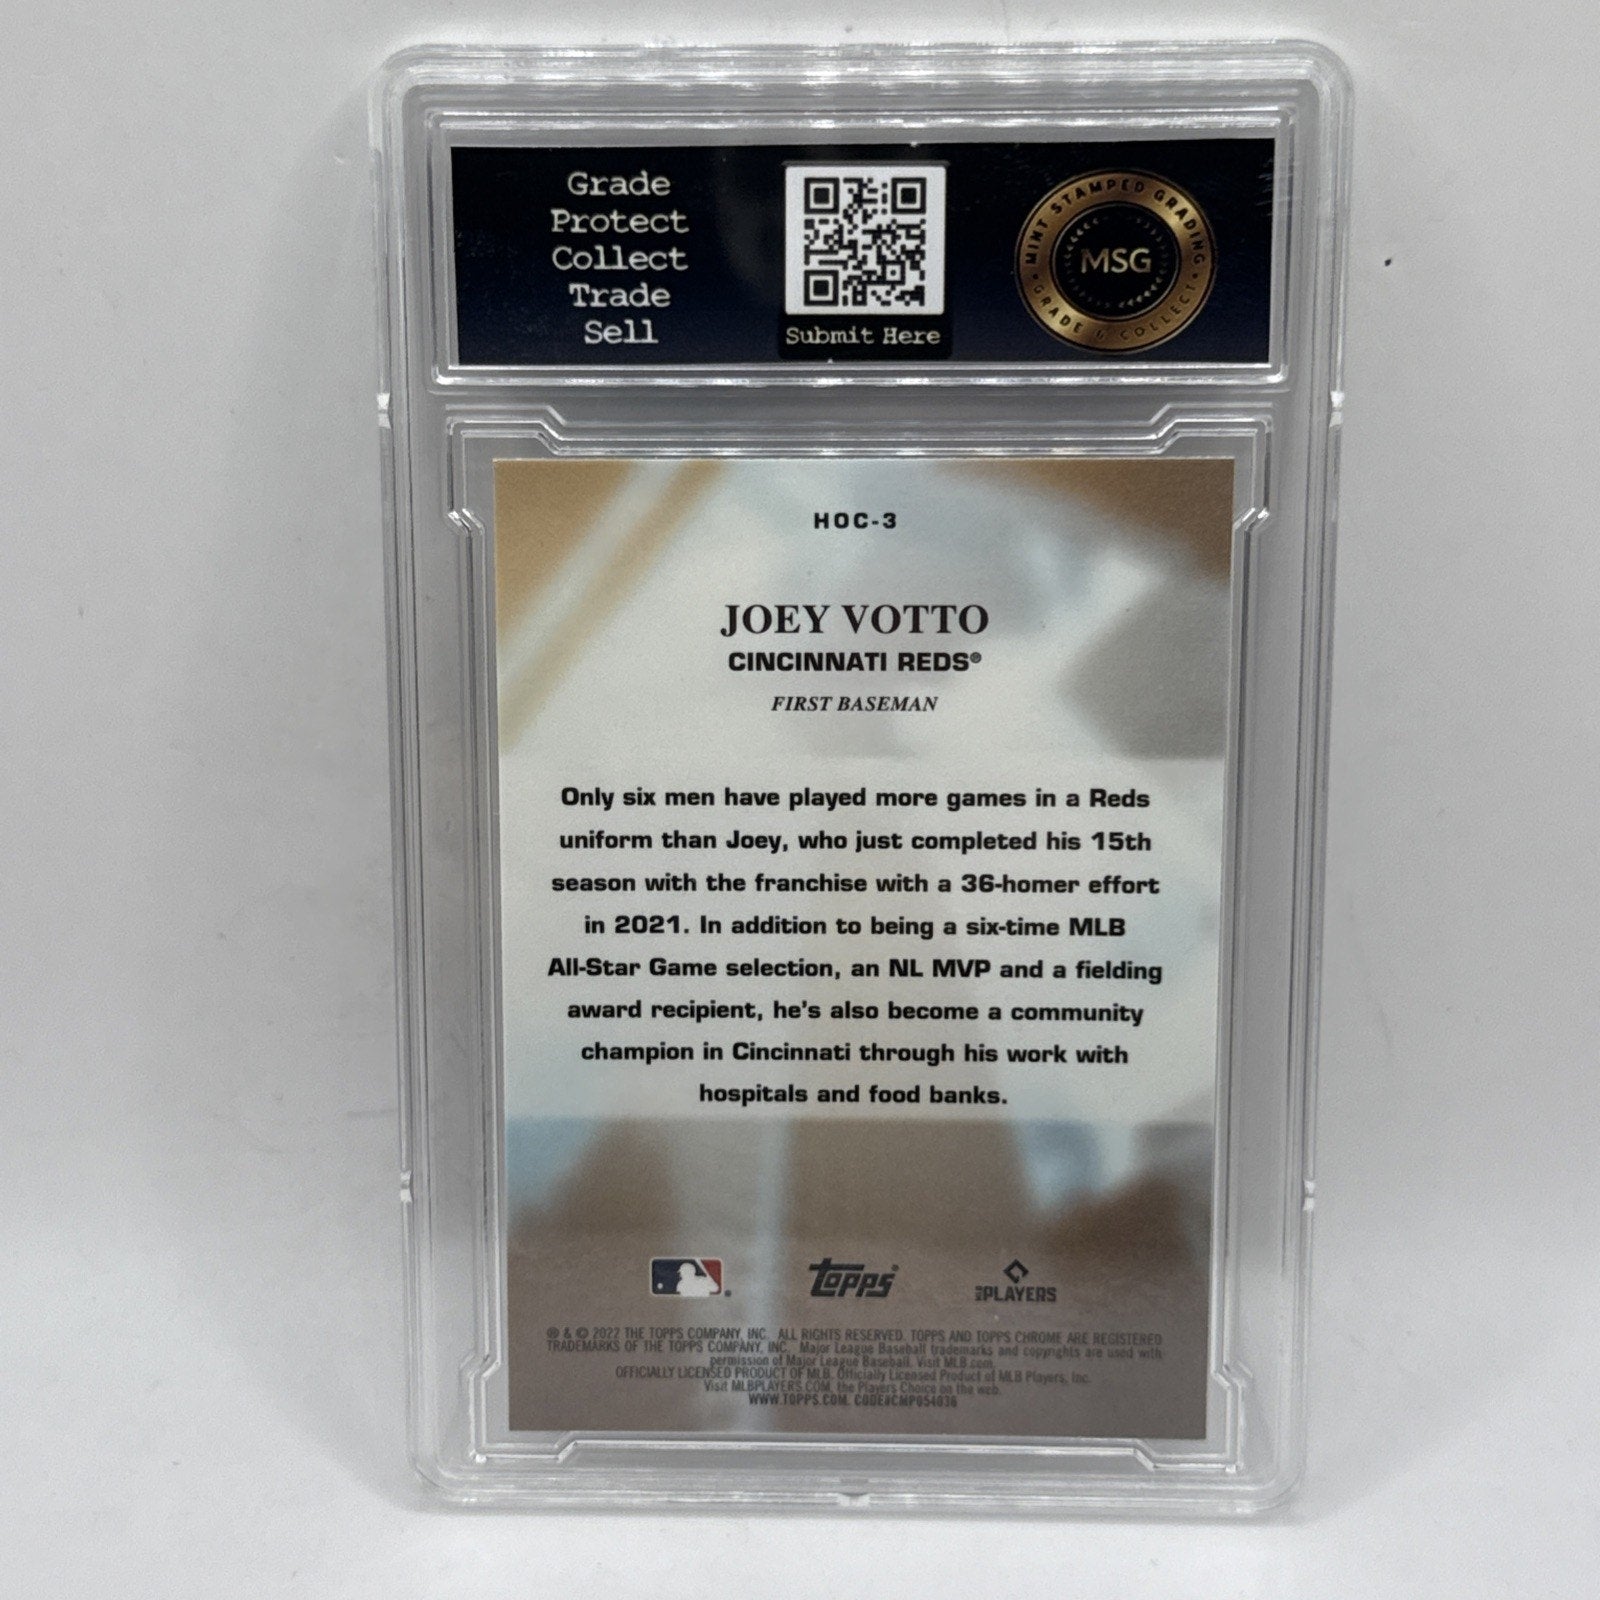 Grade
Protect
Collect
Trade
Sell
Submit Here
MINT STAMPED GRADING
MSG
GRADE & COLLECT
HOC-3
JOEY VOTTO
CINCINNATI REDS®
FIRST BASEMAN
Only six men have played more games in a Reds
uniform than Joey, who just completed his 15th
season with the franchise with a 36-homer effort
in 2021. In addition to being a six-time MLB
All-Star Game selection, an NL MVP and a fielding
award recipient, he's also become a community
champion in Cincinnati through his work with
hospitals and food banks.
Topps®
MLB PLAYERS
® & © 2022 THE TOPPS COMPANY, INC. ALL RIGHTS RESERVED. TOPPS AND TOPPS CHROME ARE REGISTERED
TRADEMARKS OF THE TOPPS COMPANY, INC. Major League Baseball trademarks and copyrights are used with
permission of Major League Baseball. Visit MLB.com.
OFFICIALLY LICENSED PRODUCT OF MLB. Officially Licensed Product of MLB Players, Inc.
Visit MLBPLAYERS.COM, the Players Choice on the web.
WWW.TOPPS.COM. CODE#CMP054036